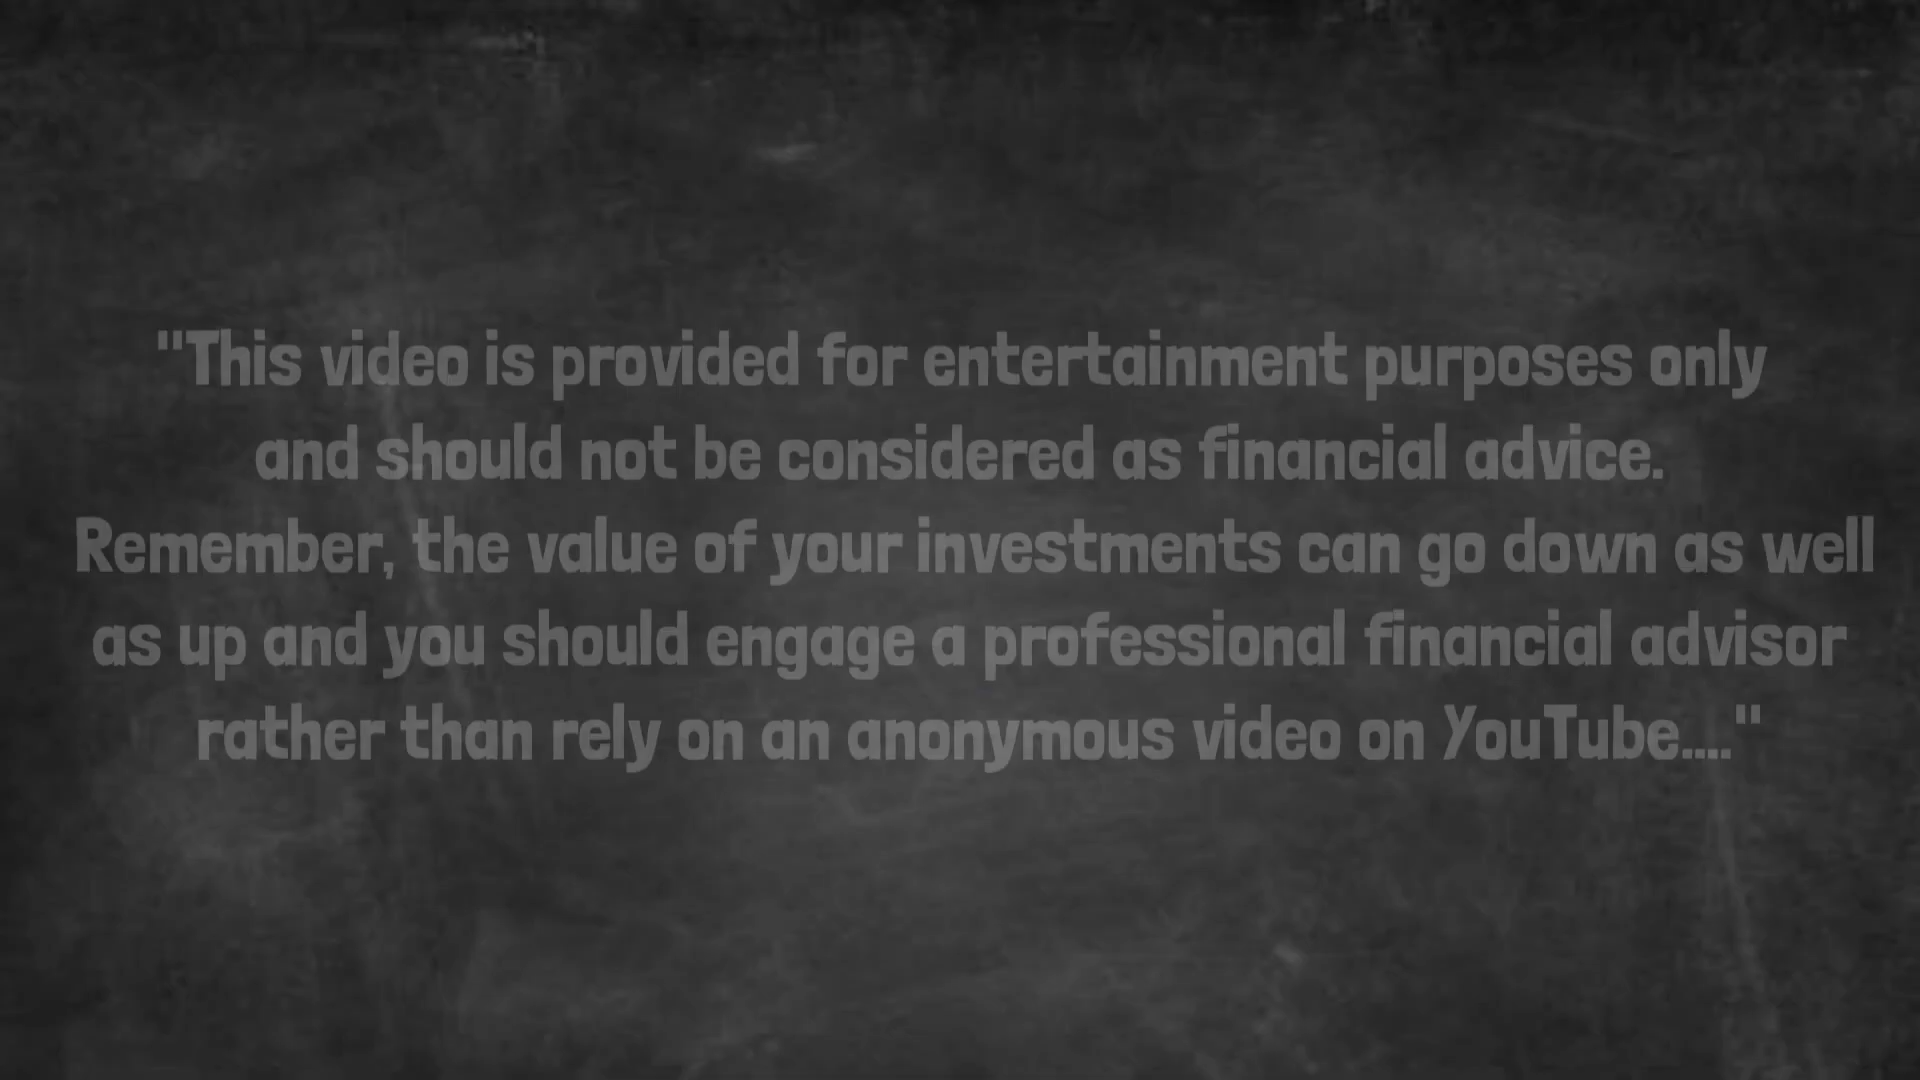 "This video is provided for entertainment purposes only
and should not be considered as financial advice.
Remember, the value of your investments can go down as well
as up and you should engage a professional financial advisor
rather than rely on an anonymous video on YouTube...."